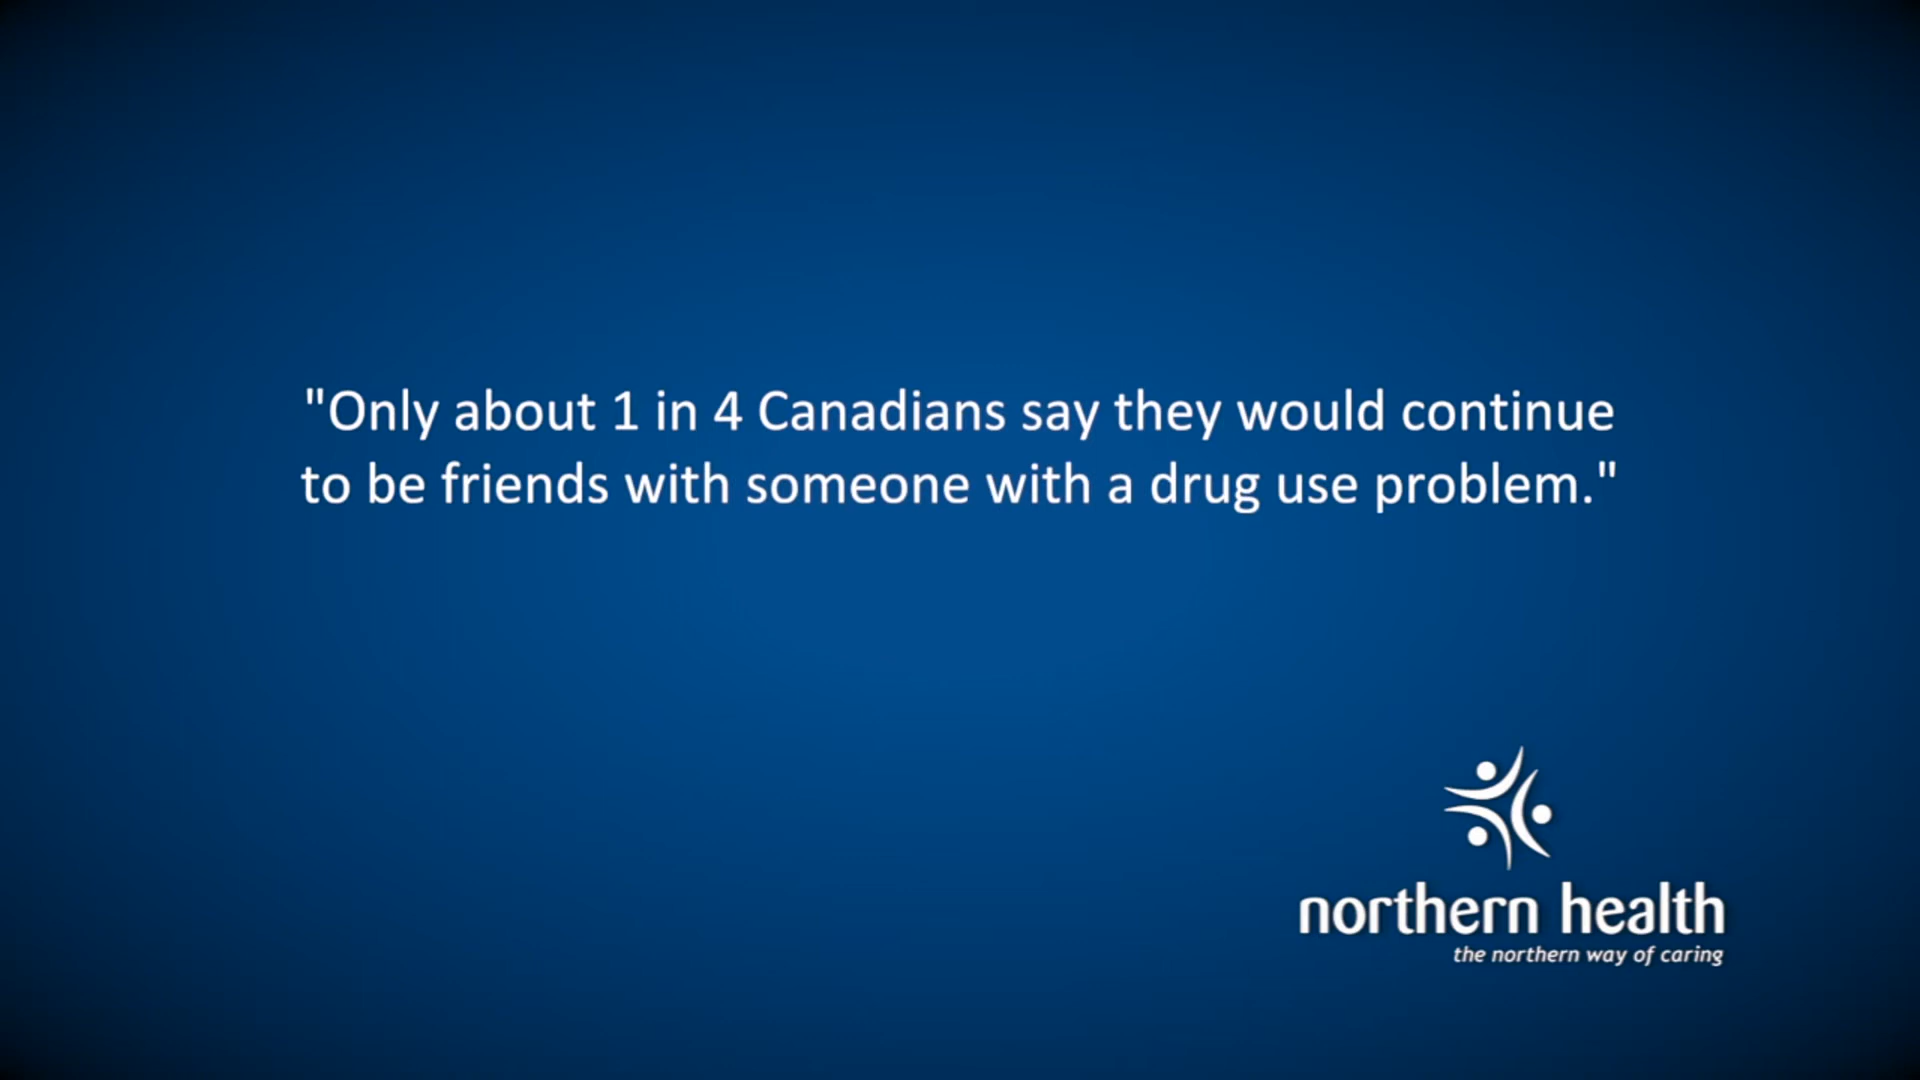 "Only about 1 in 4 Canadians say they would continue
to be friends with someone with a drug use problem."
northern health
the northern way of caring